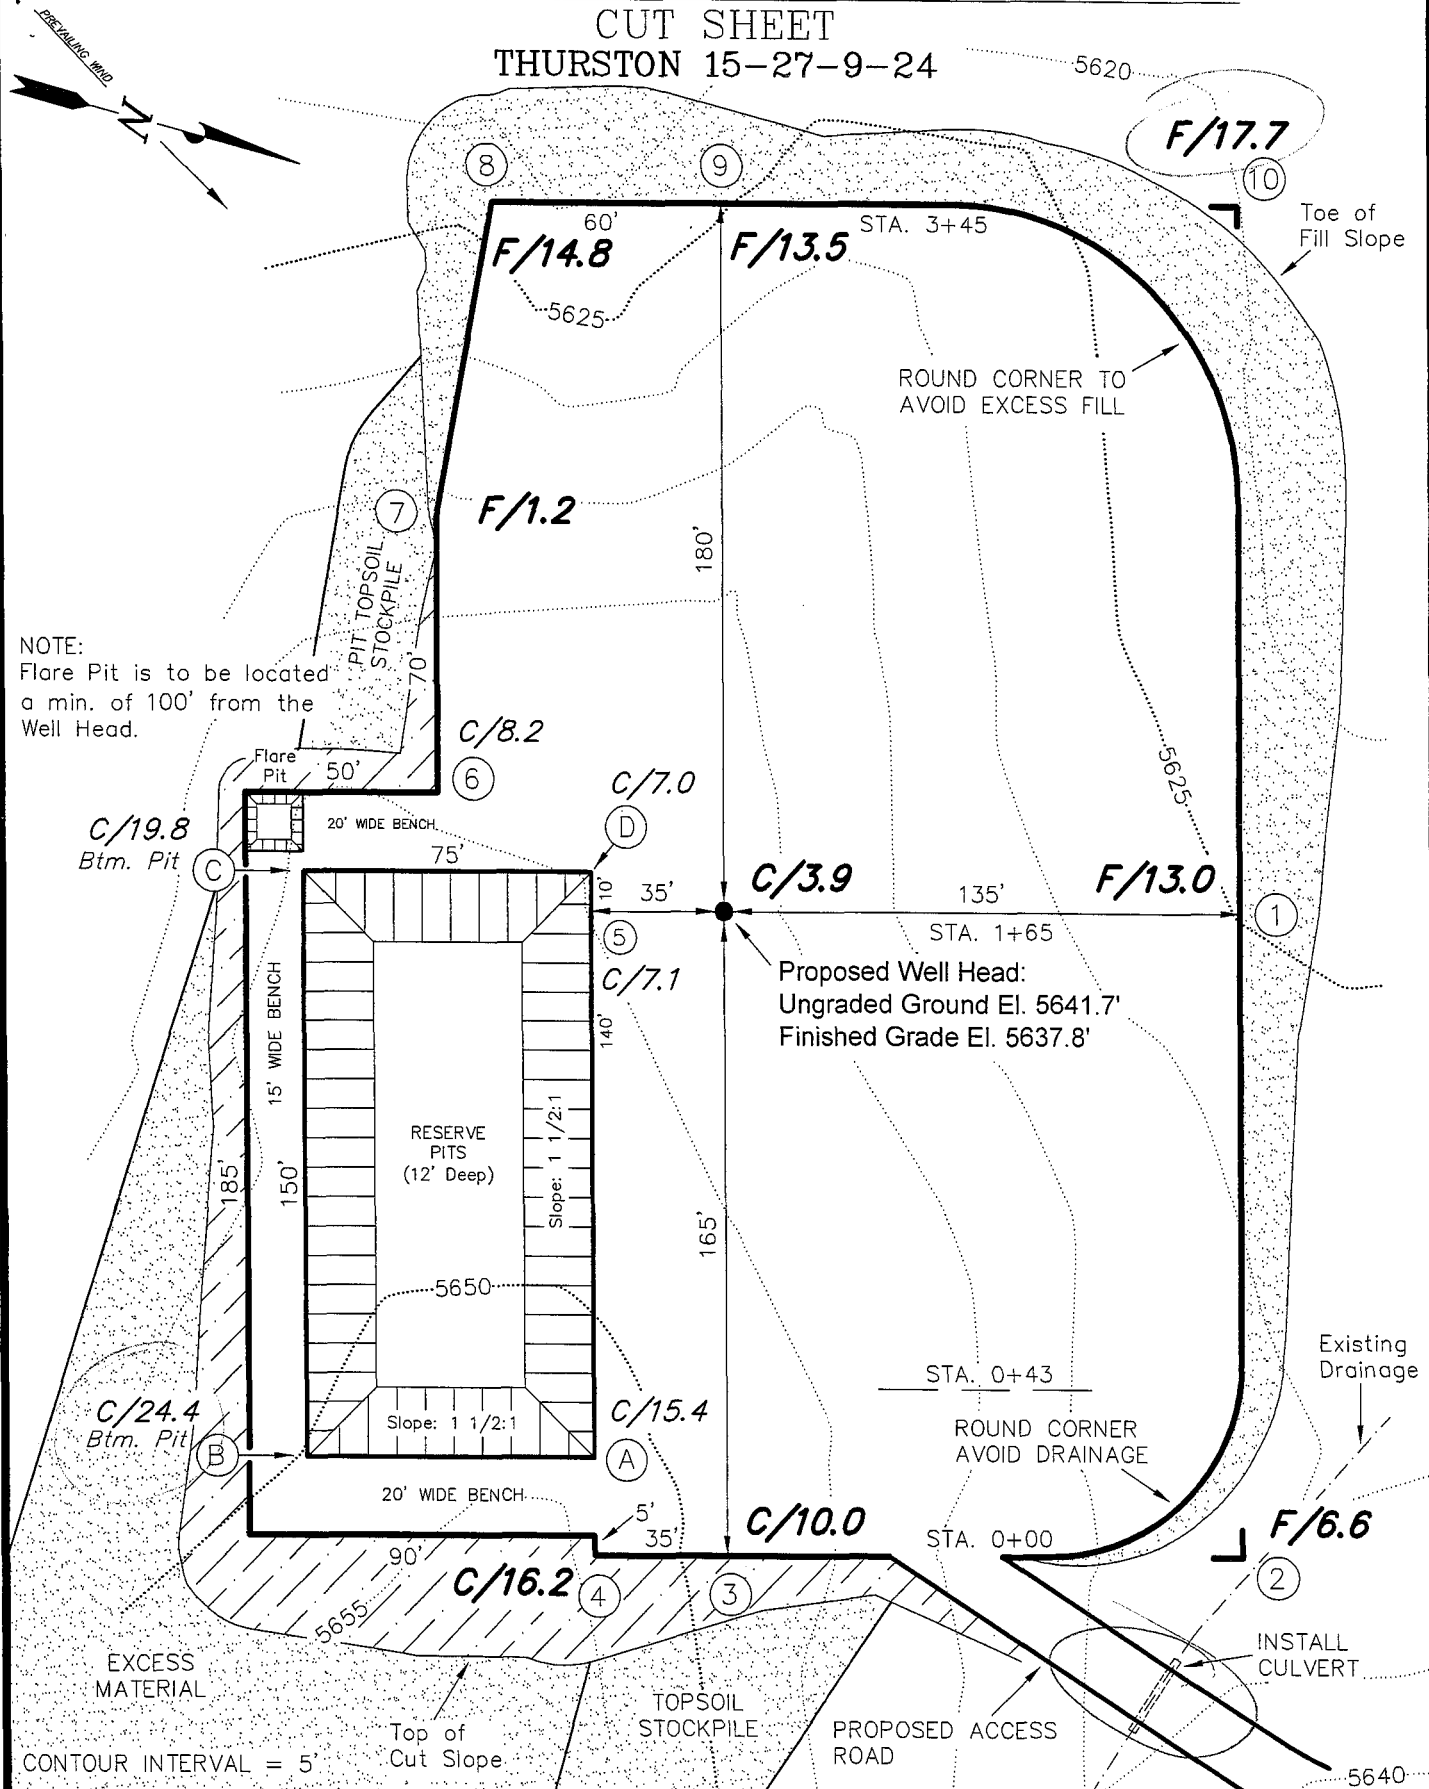 CUT SHEET
THURSTON 15-27-9-24
PREVAILING WIND
N
5620
F/17.7
8
9
10
Toe of
Fill Slope
60'
STA. 3+45
F/14.8
F/13.5
5625
ROUND CORNER TO
AVOID EXCESS FILL
7
F/1.2
180'
PIT TOPSOIL
STOCKPILE
70'
NOTE:
Flare Pit is to be located
a min. of 100' from the
Well Head.
C/8.2
6
Flare
Pit
50'
5625
C/7.0
D
C/19.8
Btm. Pit
C
20' WIDE BENCH
75'
10'
35'
C/3.9
135'
F/13.0
1
STA. 1+65
5
C/7.1
Proposed Well Head:
Ungraded Ground El. 5641.7'
Finished Grade El. 5637.8'
15' WIDE BENCH
140'
RESERVE
PITS
(12' Deep)
Slope: 1 1/2:1
185'
150'
165'
5650
Existing
Drainage
STA. 0+43
C/24.4
Btm. Pit
B
Slope: 1 1/2:1
C/15.4
A
ROUND CORNER
AVOID DRAINAGE
20' WIDE BENCH
5'
35'
C/10.0
STA. 0+00
F/6.6
2
90'
C/16.2
4
3
5655
EXCESS
MATERIAL
INSTALL
CULVERT
TOPSOIL
STOCKPILE
Top of
Cut Slope
PROPOSED ACCESS
ROAD
CONTOUR INTERVAL = 5'
5640